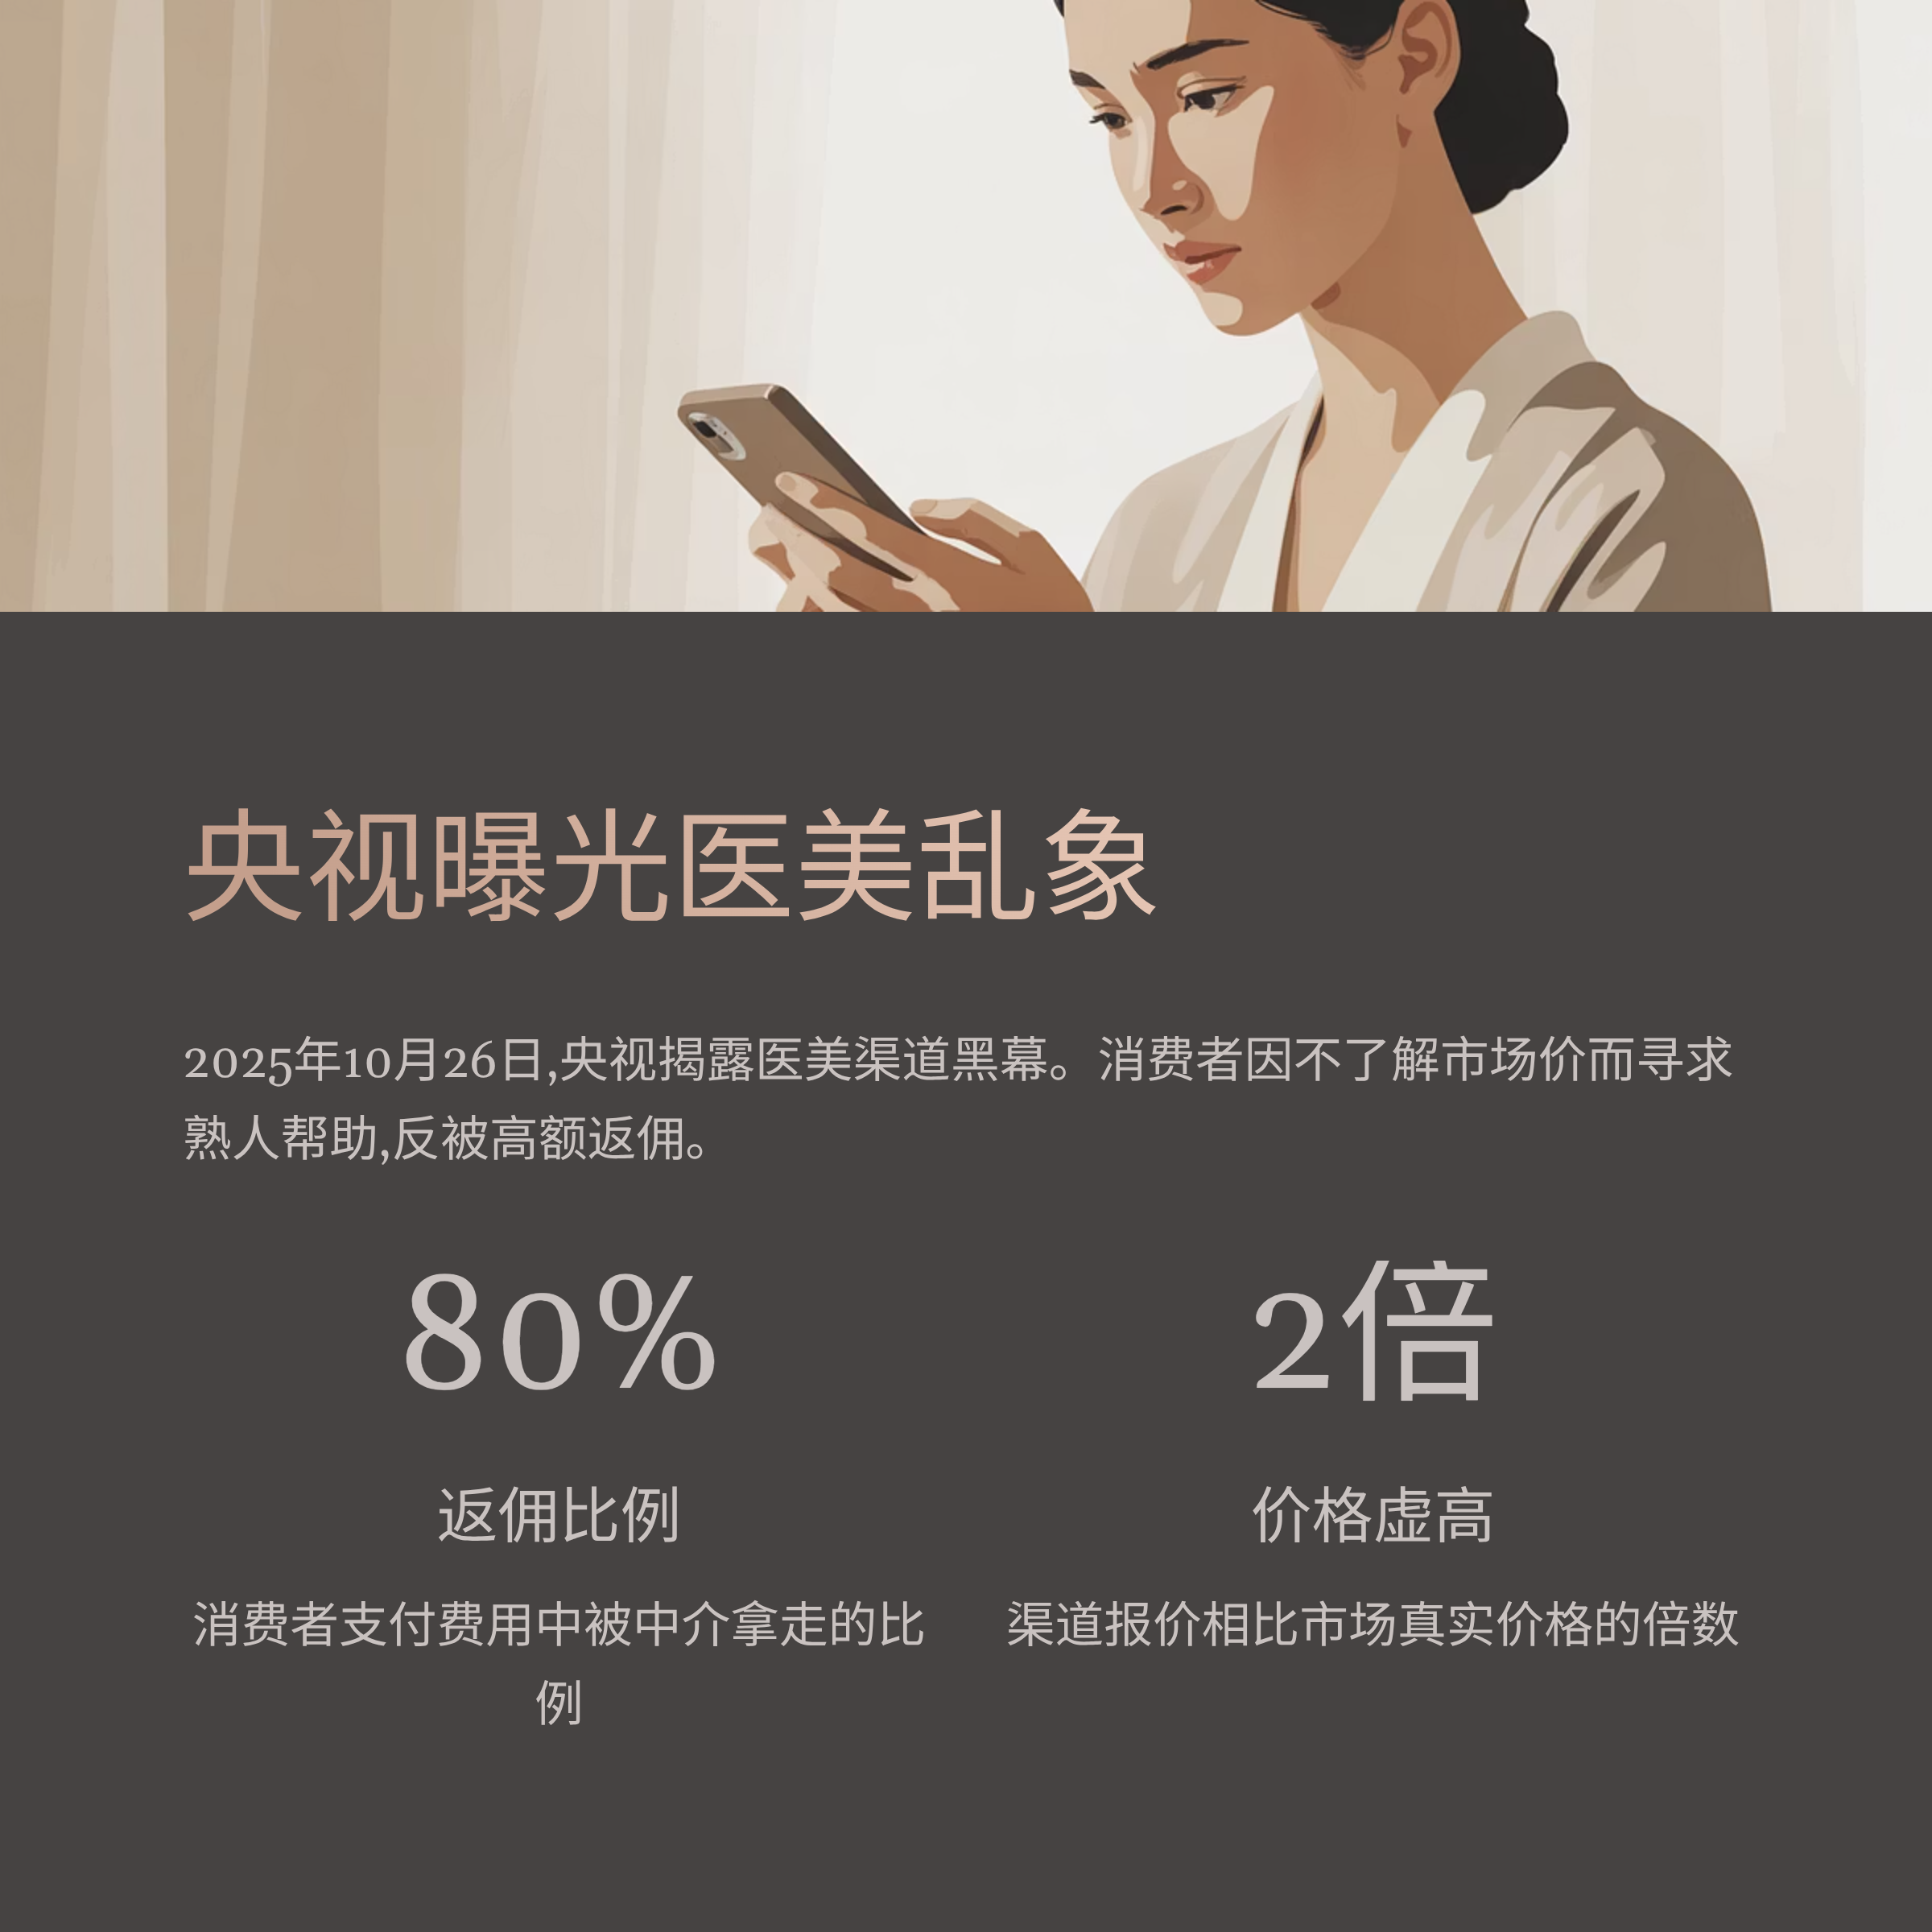 央视曝光医美乱象
2025年10月26日,央视揭露医美渠道黑幕。消费者因不了解市场价而寻求
熟人帮助,反被高额返佣。
80%
2倍
返佣比例
价格虚高
消费者支付费用中被中介拿走的比
例
渠道报价相比市场真实价格的倍数